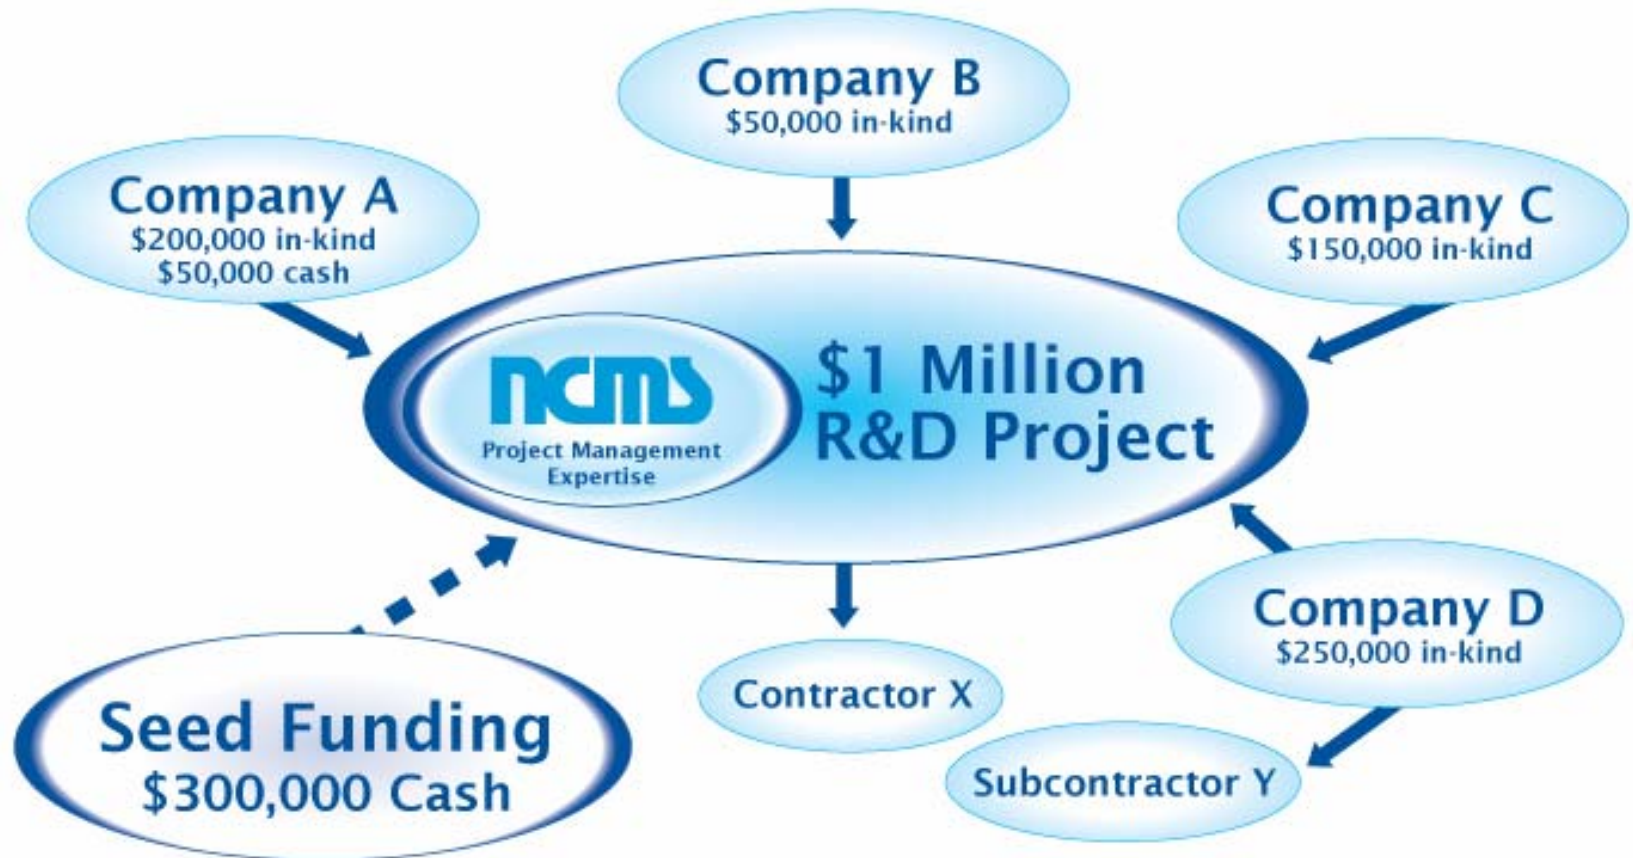 Company B
$50,000 in-kind
Company A
$200,000 in-kind
$50,000 cash
Company C
$150,000 in-kind
ncms
Project Management
Expertise
$1 Million
R&D Project
Company D
$250,000 in-kind
Contractor X
Subcontractor Y
Seed Funding
$300,000 Cash